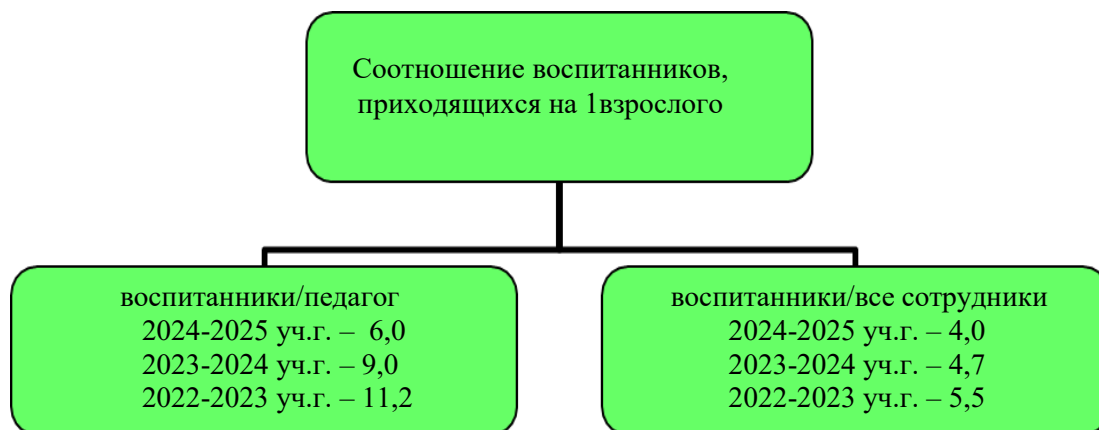 Соотношение воспитанников,
приходящихся на 1взрослого
воспитанники/педагог
2024-2025 уч.г. – 6,0
2023-2024 уч.г. – 9,0
2022-2023 уч.г. – 11,2
воспитанники/все сотрудники
2024-2025 уч.г. – 4,0
2023-2024 уч.г. – 4,7
2022-2023 уч.г. – 5,5